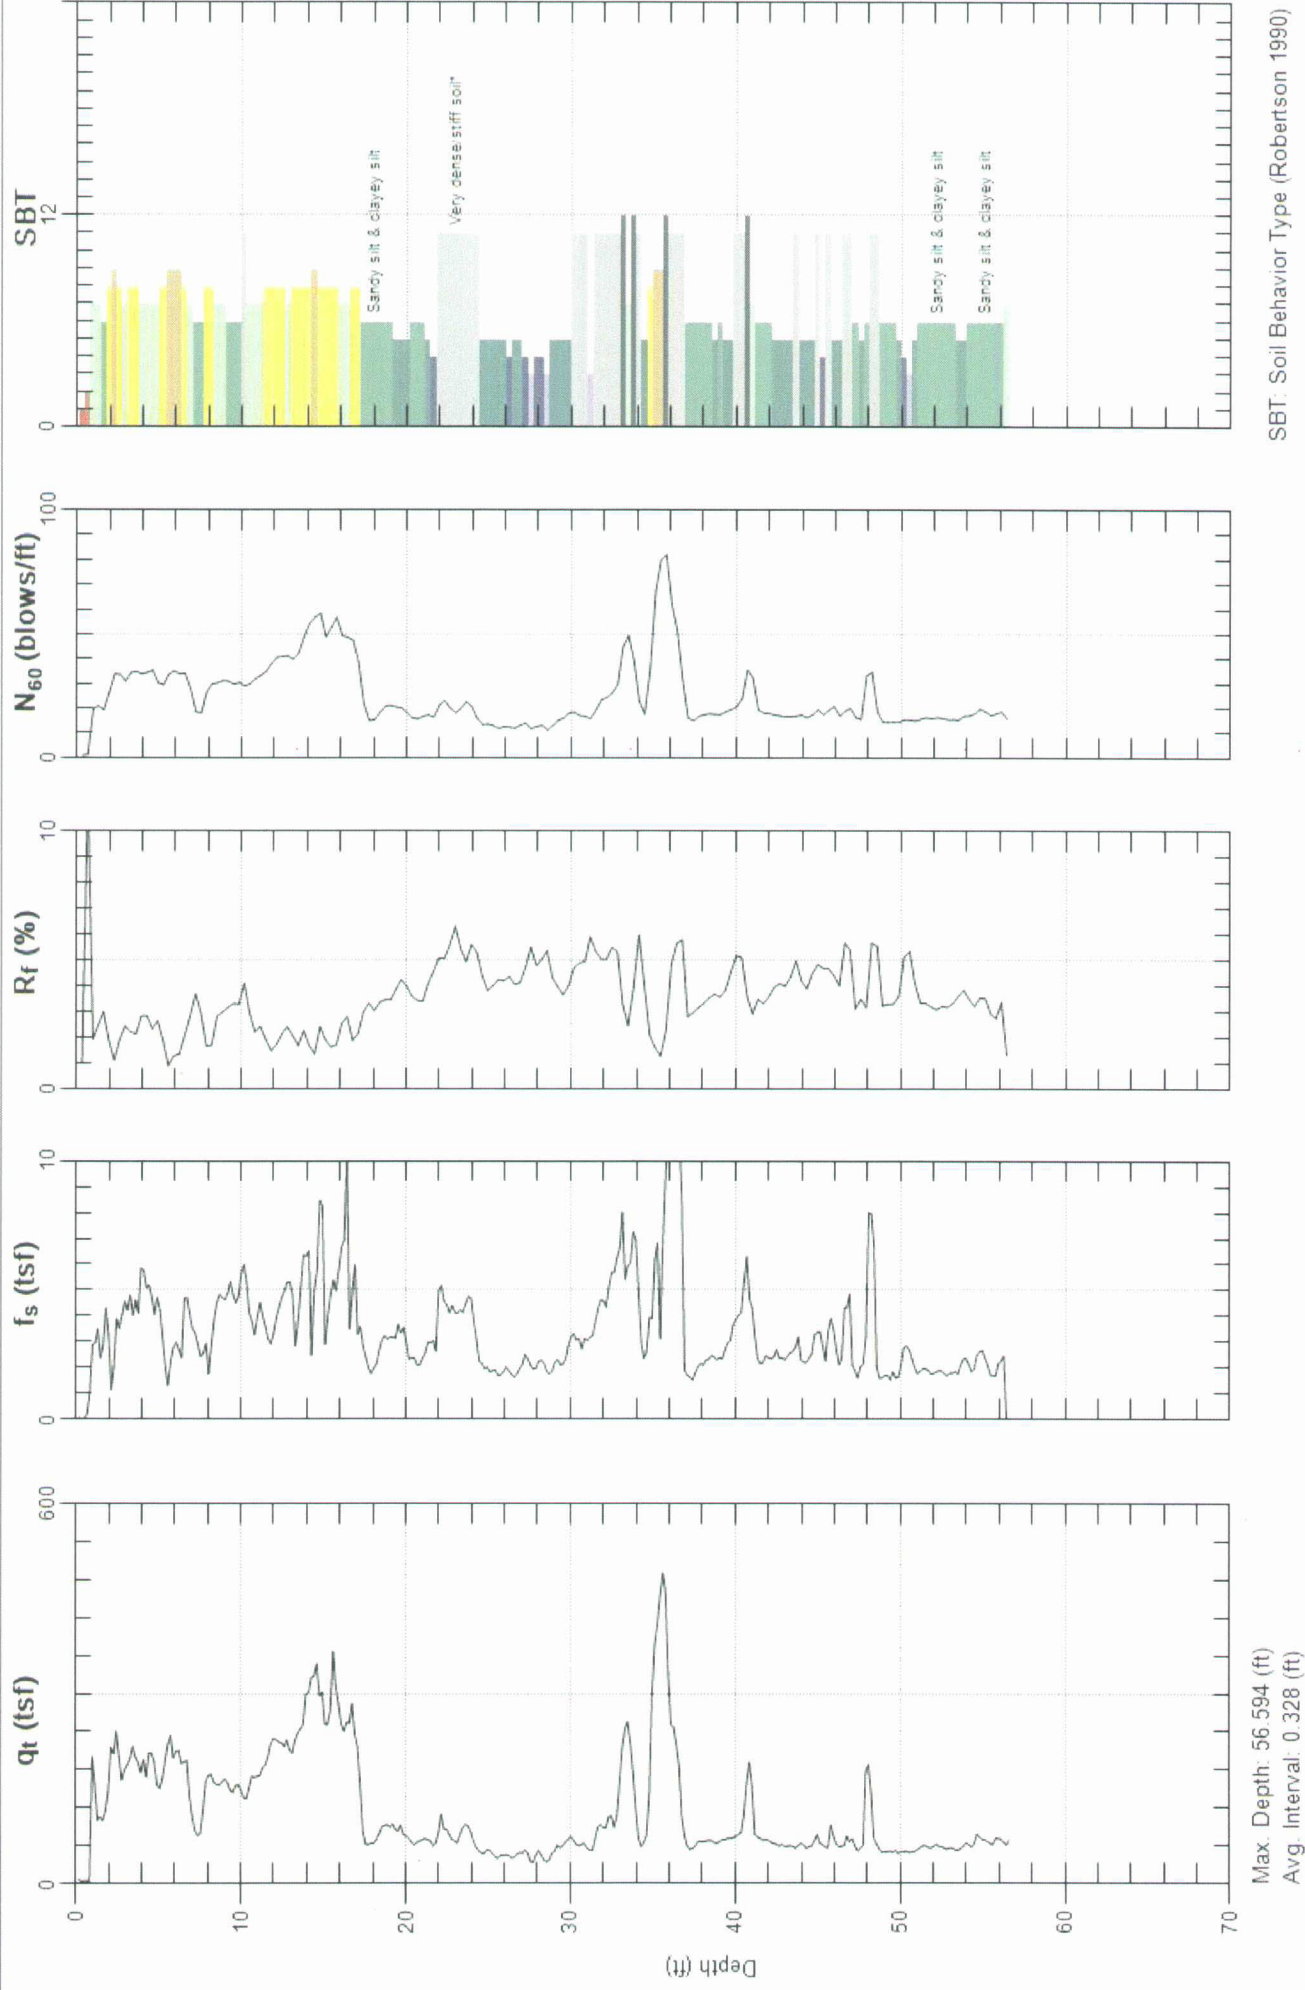 qt (tsf)
0
600
fs (tsf)
0
10
Rf (%)
0
10
N60 (blows/ft)
0
100
SBT
0
12
Depth (ft)
0
10
20
30
40
50
60
70
Sandy silt & clayey silt
Very dense/stiff soil*
Sandy silt & clayey silt
Sandy silt & clayey silt
Max. Depth: 56.594 (ft)
Avg. Interval: 0.328 (ft)
SBT: Soil Behavior Type (Robertson 1990)